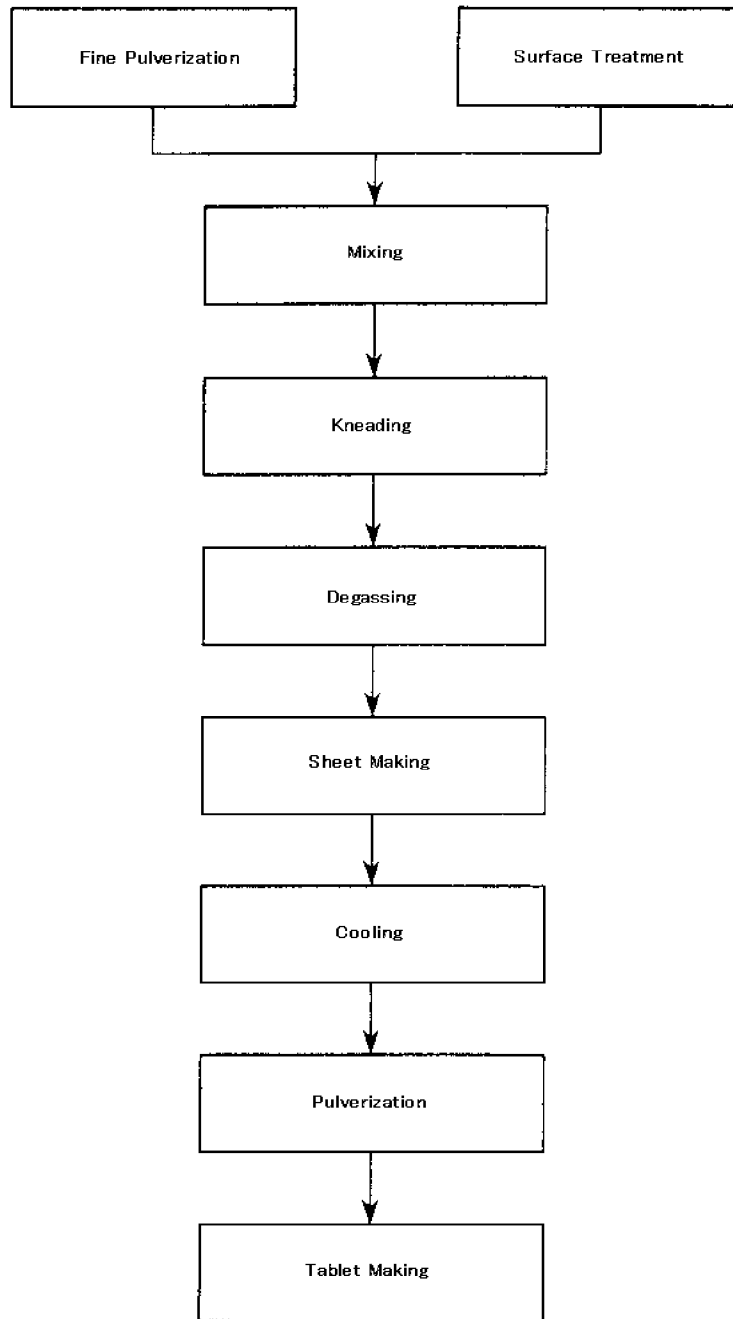 Fine Pulverization
Surface Treatment
Mixing
Kneading
Degassing
Sheet Making
Cooling
Pulverization
Tablet Making